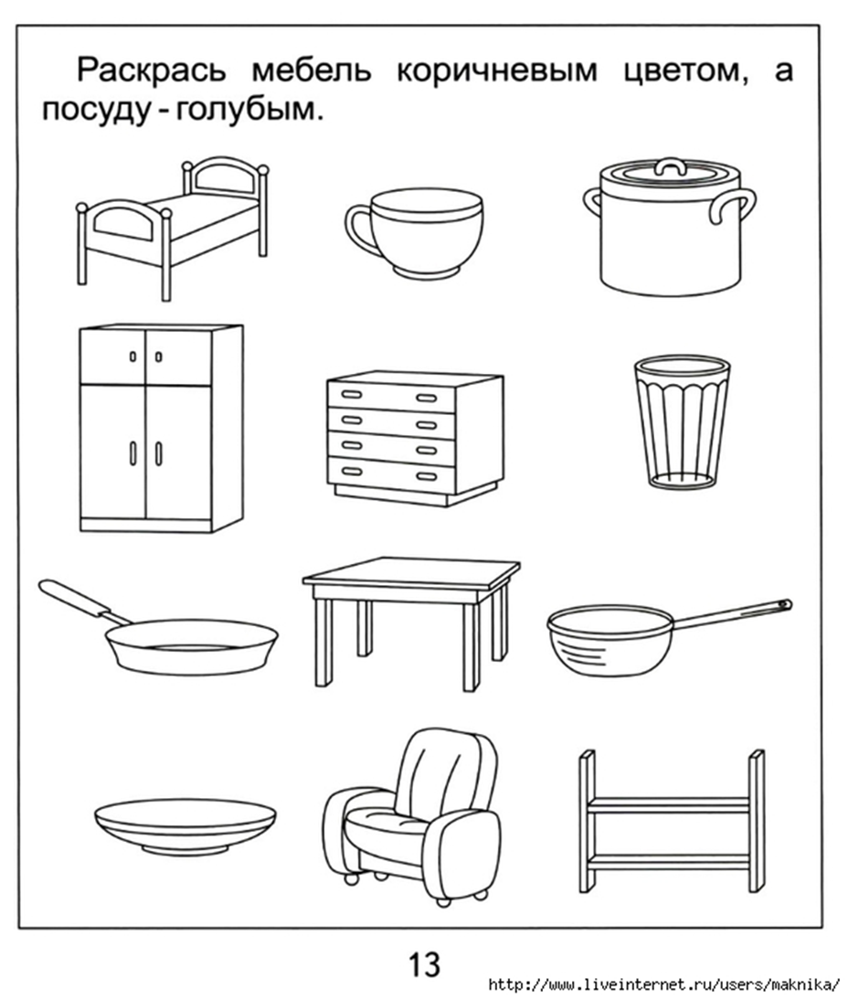 Раскрась мебель коричневым цветом, а
посуду - голубым.
13
http://www.liveinternet.ru/users/maknika/